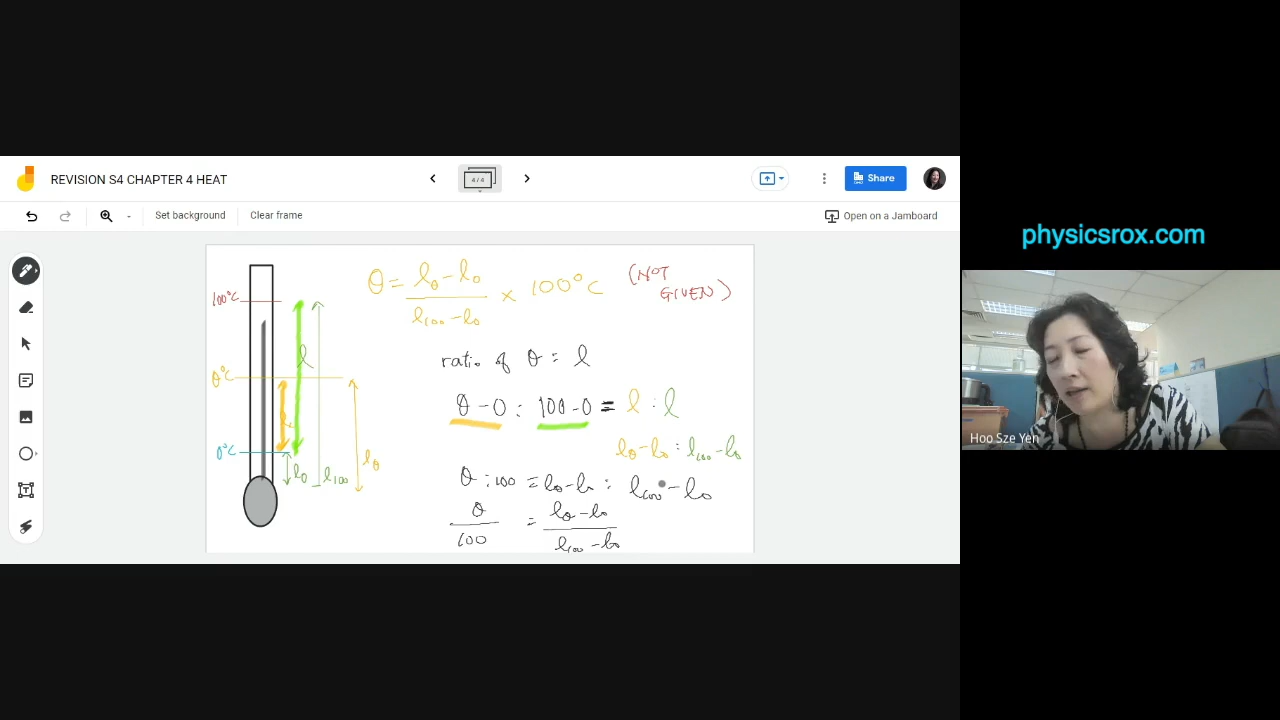 REVISION S4 CHAPTER 4 HEAT
4 / 4
Share
Set background
Clear frame
Open on a Jamboard
physicsrox.com
Hoo Sze Yen
θ = lθ - l0 / l100 - l0 × 100°C
(NOT GIVEN)
100°C
θ°C
0°C
l
l0
l100
lθ
ratio of θ = l
θ - 0 : 100 - 0 = l : l
lθ - l0 : l100 - l0
θ : 100 = lθ - l0 : l100 - l0
θ / 100 = lθ - l0 / l100 - l0